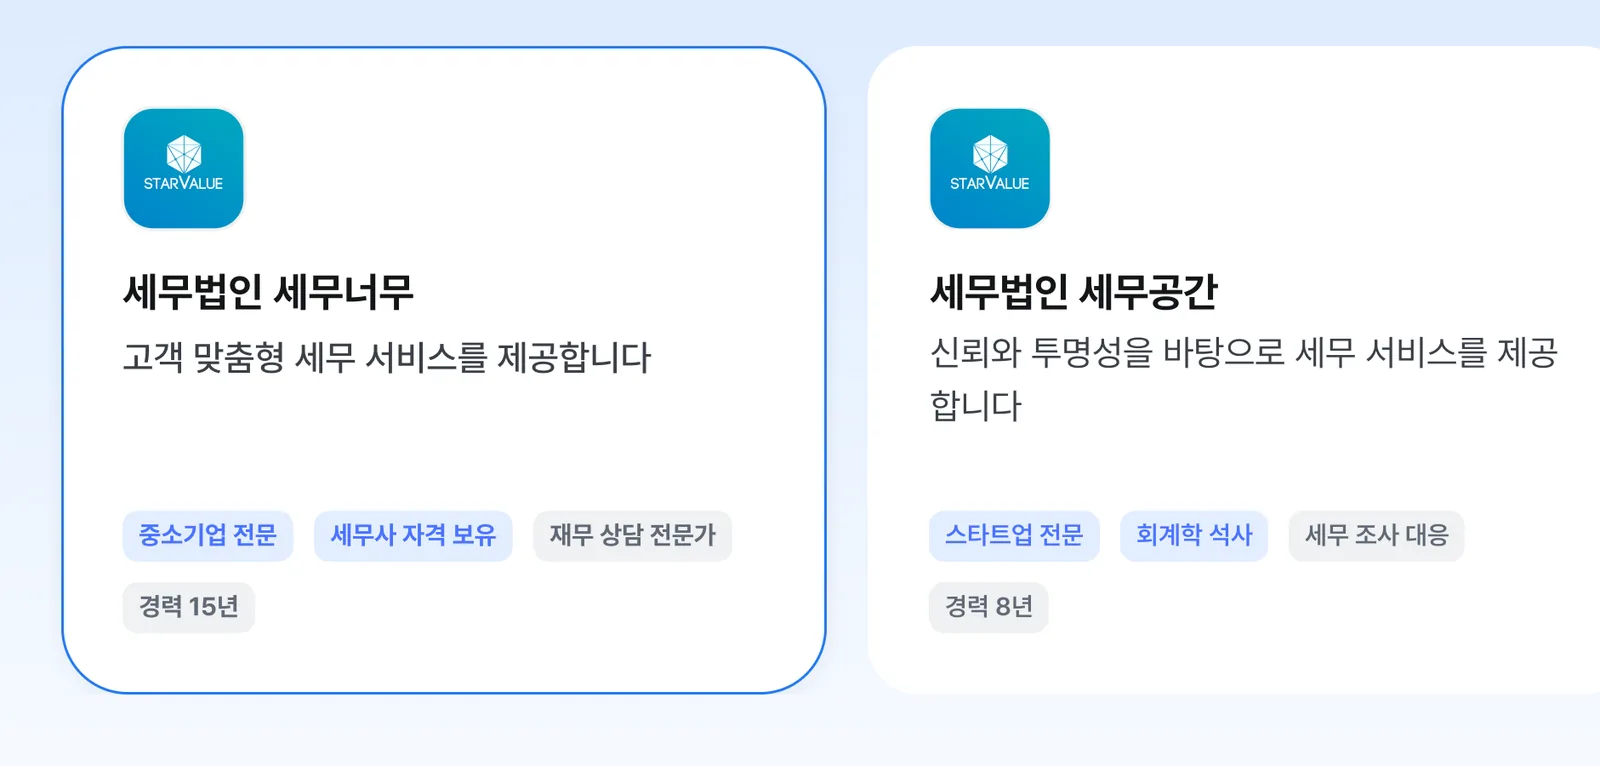 STARVALUE
세무법인 세무너무
고객 맞춤형 세무 서비스를 제공합니다
중소기업 전문
세무사 자격 보유
재무 상담 전문가
경력 15년
STARVALUE
세무법인 세무공간
신뢰와 투명성을 바탕으로 세무 서비스를 제공
합니다
스타트업 전문
회계학 석사
세무 조사 대응
경력 8년